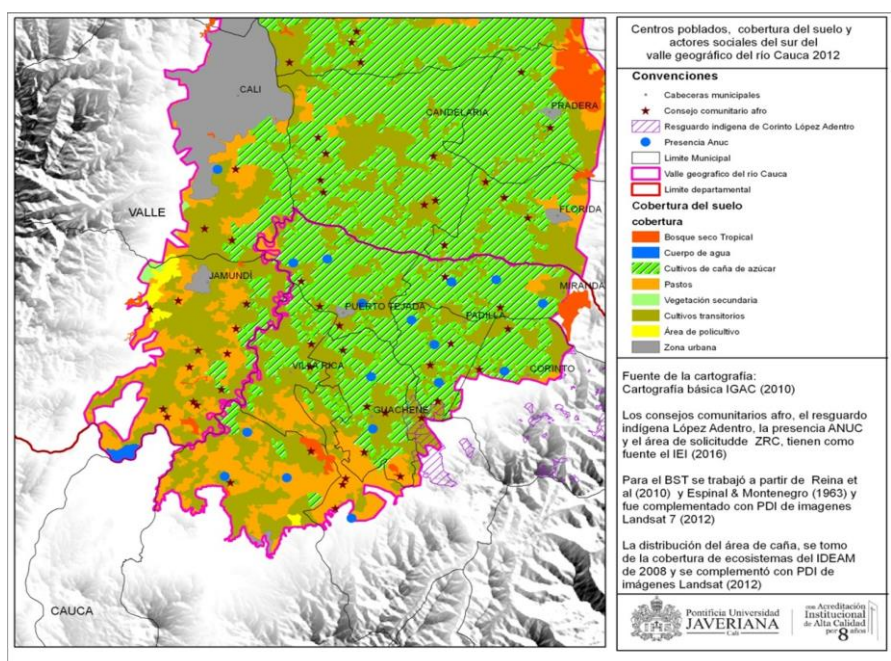 CALI
CANDELARIA
PRADERA
FLORIDA
VALLE
JAMUNDÍ
MIRANDA
PUERTO TEJADA
PADILLA
VILLA RICA
CORINTO
GUACHENÉ
CAUCA
Centros poblados, cobertura del suelo y
actores sociales del sur del
valle geográfico del río Cauca 2012
Convenciones
Cabeceras municipales
Consejo comunitario afro
Resguardo indígena de Corinto López Adentro
Presencia Anuc
Limite Municipal
Valle geografico del río Cauca
Limite departamental
Cobertura del suelo
cobertura
Bosque seco Tropical
Cuerpo de agua
Cultivos de caña de azúcar
Pastos
Vegetación secundaria
Cultivos transitorios
Área de policultivo
Zona urbana
Fuente de la cartografía:
Cartografía básica IGAC (2010)
Los consejos comunitarios afro, el resguardo
indígena López Adentro, la presencia ANUC
y el área de solicitudde ZRC, tienen como
fuente el IEI (2016)
Para el BST se trabajó a partir de Reina et
al (2010) y Espinal & Montenegro (1963) y
fue complementado con PDI de imagenes
Landsat 7 (2012)
La distribución del área de caña, se tomo
de la cobertura de ecosistemas del IDEAM
de 2008 y se complementó con PDI de
imágenes Landsat (2012)
Pontificia Universidad
JAVERIANA
Cali
con Acreditación
Institucional
de Alta Calidad
por 8 años